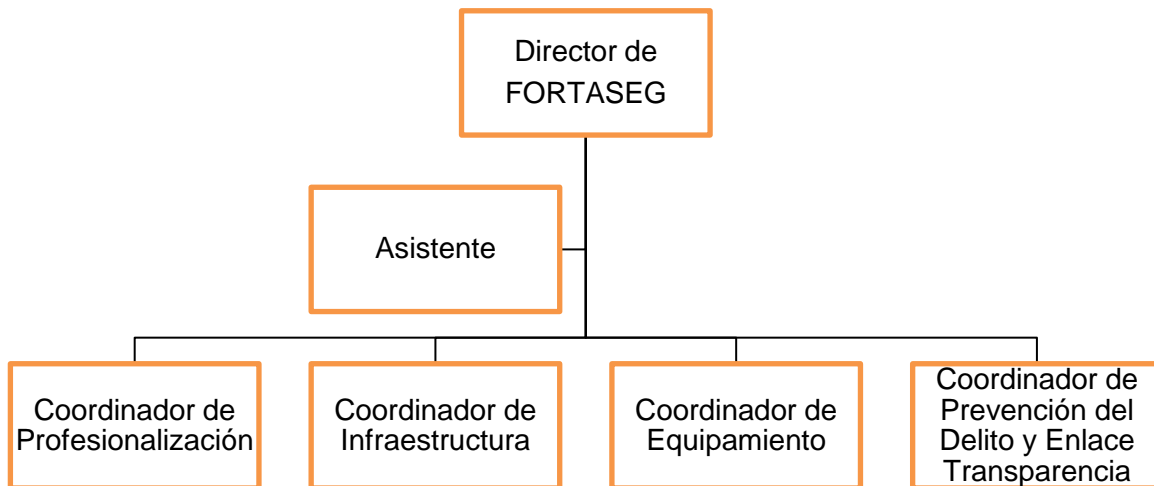 Director de
FORTASEG
Asistente
Coordinador de
Profesionalización
Coordinador de
Infraestructura
Coordinador de
Equipamiento
Coordinador de
Prevención del
Delito y Enlace
Transparencia